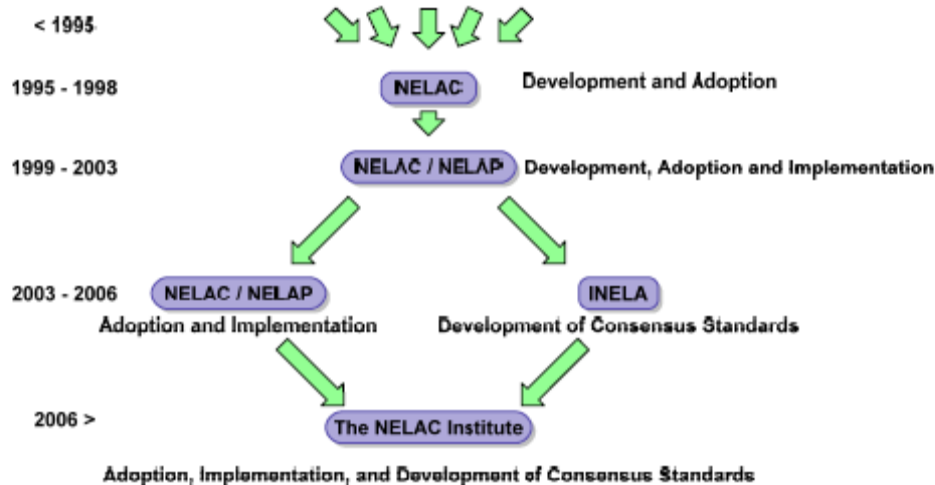 < 1995
1995 - 1998 NELAC Development and Adoption
1999 - 2003 NELAC / NELAP Development, Adoption and Implementation
2003 - 2006 NELAC / NELAP INELA
Adoption and Implementation Development of Consensus Standards
2006 > The NELAC Institute
Adoption, Implementation, and Development of Consensus Standards